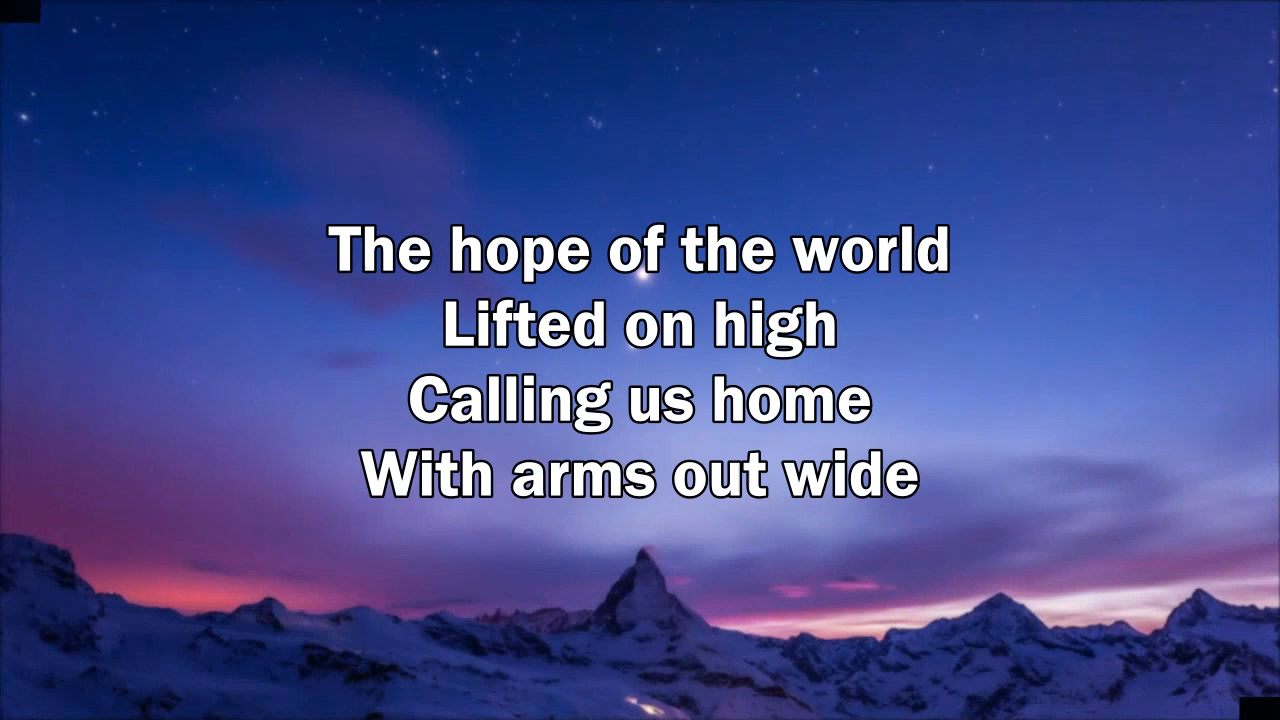 The hope of the world
Lifted on high
Calling us home
With arms out wide